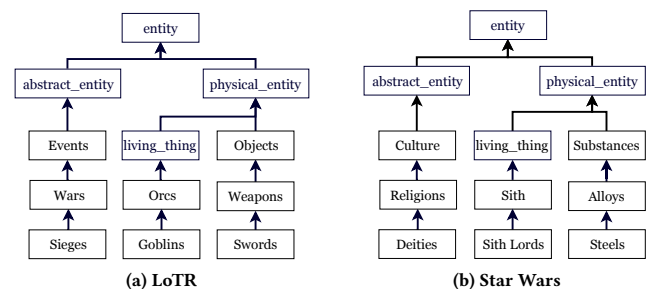 entity
abstract_entity
physical_entity
Events
living_thing
Objects
Wars
Orcs
Weapons
Sieges
Goblins
Swords
(a) LoTR
entity
abstract_entity
physical_entity
Culture
living_thing
Substances
Religions
Sith
Alloys
Deities
Sith Lords
Steels
(b) Star Wars